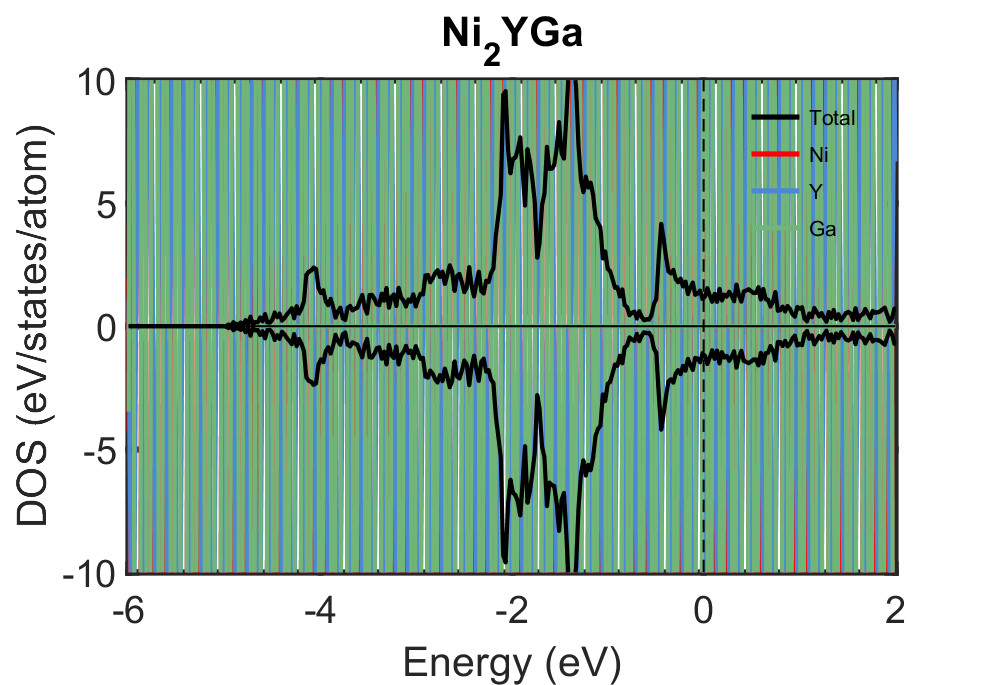 Ni2YGa
10
5
0
-5
-10
DOS (eV/states/atom)
Total
Ni
Y
Ga
-6
-4
-2
0
2
Energy (eV)